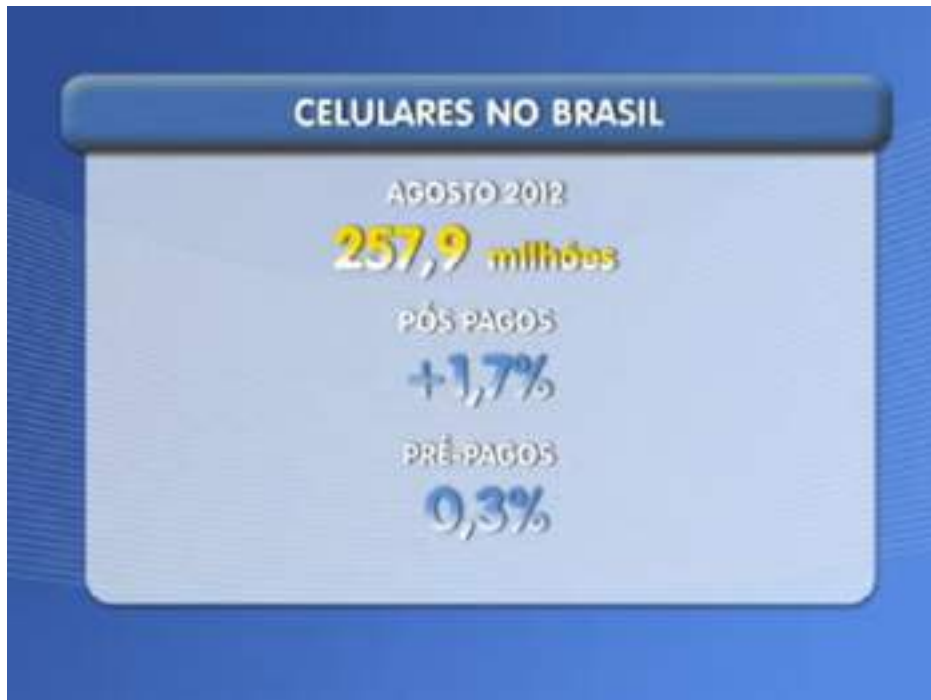 CELULARES NO BRASIL
AGOSTO 2012
257,9 milhões
PÓS PAGOS
+1,7%
PRÉ-PAGOS
0,3%